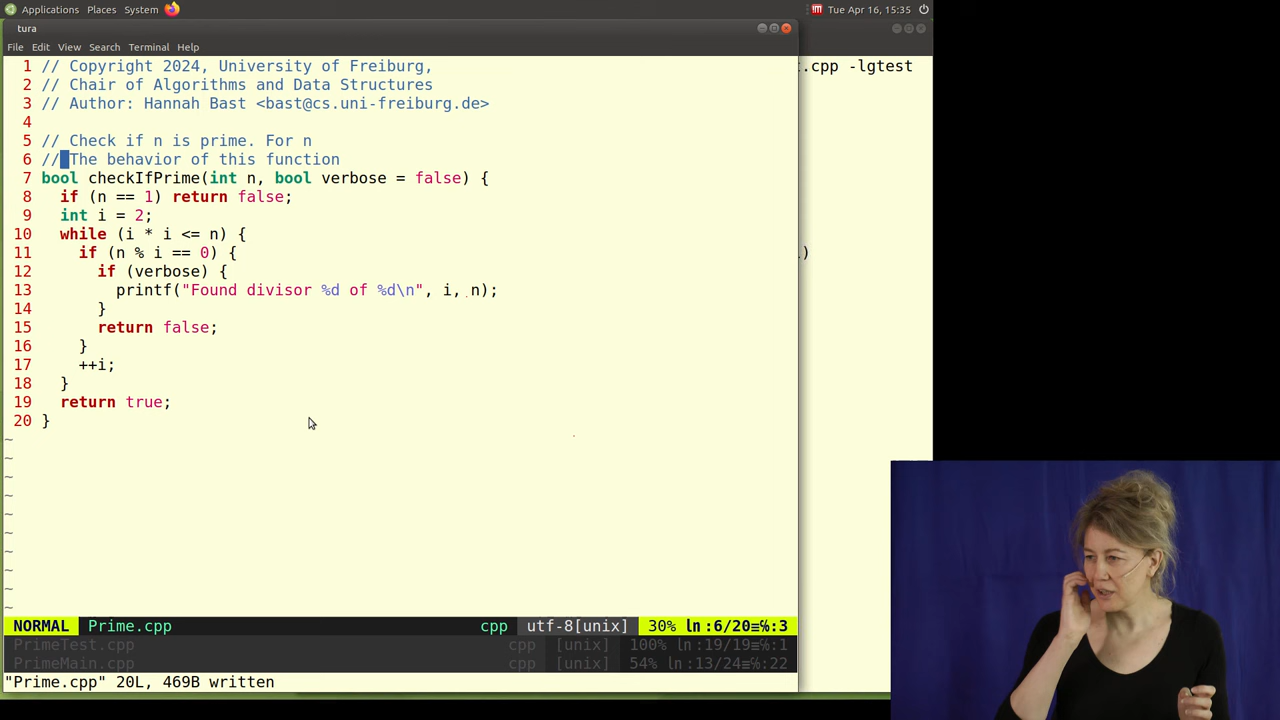 Applications Places System Tue Apr 16, 15:35
tura
File Edit View Search Terminal Help
1 // Copyright 2024, University of Freiburg,
2 // Chair of Algorithms and Data Structures
3 // Author: Hannah Bast <bast@cs.uni-freiburg.de>
4
5 // Check if n is prime. For n
6 // The behavior of this function
7 bool checkIfPrime(int n, bool verbose = false) {
8   if (n == 1) return false;
9   int i = 2;
10   while (i * i <= n) {
11     if (n % i == 0) {
12       if (verbose) {
13         printf("Found divisor %d of %d\n", i, n);
14       }
15       return false;
16     }
17     ++i;
18   }
19   return true;
20 }
~
~
~
~
~
~
~
~
~
~
NORMAL Prime.cpp cpp utf-8[unix] 30% ln:6/20≡℅:3
PrimeTest.cpp cpp [unix] 100% ln:19/19≡℅:1
PrimeMain.cpp cpp [unix] 54% ln:13/24≡℅:22
"Prime.cpp" 20L, 469B written
.cpp -lgtest
)